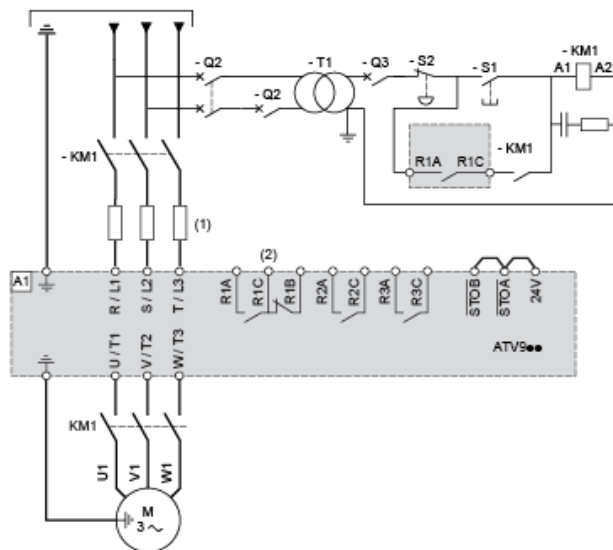 - Q2
- T1
- Q3
- S2
- S1
- KM1
A1
A2
- Q2
- KM1
R1A
R1C
- KM1
(1)
(2)
A1
R / L1
S / L2
T / L3
R1A
R1C
R1B
R2A
R2C
R3A
R3C
STOB
STOA
24V
U / T1
V / T2
W / T3
ATV9●●
KM1
U1
V1
W1
M
3 ~